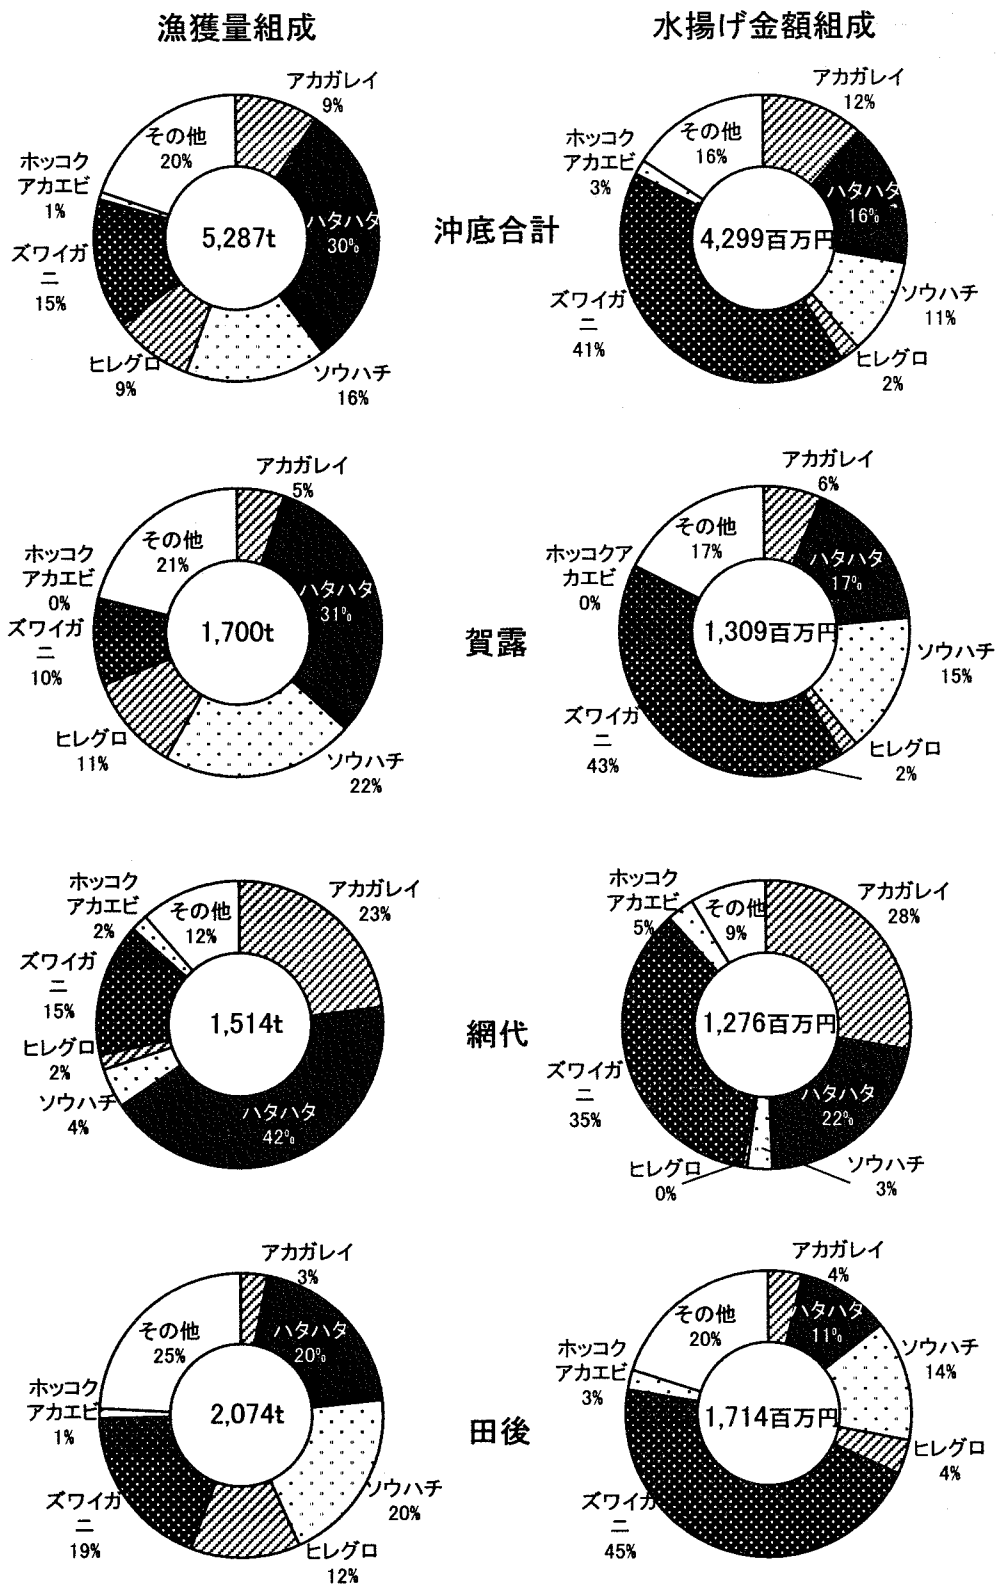 漁獲量組成
水揚げ金額組成
アカガレイ
9%
ハタハタ
30%
ソウハチ
16%
ヒレグロ
9%
ズワイガ
ニ
15%
ホッコク
アカエビ
1%
その他
20%
5,287t
沖底合計
アカガレイ
12%
ハタハタ
16%
ソウハチ
11%
ヒレグロ
2%
ズワイガ
ニ
41%
ホッコク
アカエビ
3%
その他
16%
4,299百万円
アカガレイ
5%
ハタハタ
31%
ソウハチ
22%
ヒレグロ
11%
ズワイガ
ニ
10%
ホッコク
アカエビ
0%
その他
21%
1,700t
賀露
アカガレイ
6%
ハタハタ
17%
ソウハチ
15%
ヒレグロ
2%
ズワイガ
ニ
43%
ホッコクア
カエビ
0%
その他
17%
1,309百万円
アカガレイ
23%
ハタハタ
42%
ソウハチ
4%
ヒレグロ
2%
ズワイガ
ニ
15%
ホッコク
アカエビ
2%
その他
12%
1,514t
網代
アカガレイ
28%
ハタハタ
22%
ソウハチ
3%
ヒレグロ
0%
ズワイガ
ニ
35%
ホッコク
アカエビ
5%
その他
9%
1,276百万円
アカガレイ
3%
ハタハタ
20%
ソウハチ
20%
ヒレグロ
12%
ズワイガ
ニ
19%
ホッコク
アカエビ
1%
その他
25%
2,074t
田後
アカガレイ
4%
ハタハタ
11%
ソウハチ
14%
ヒレグロ
4%
ズワイガ
ニ
45%
ホッコク
アカエビ
3%
その他
20%
1,714百万円